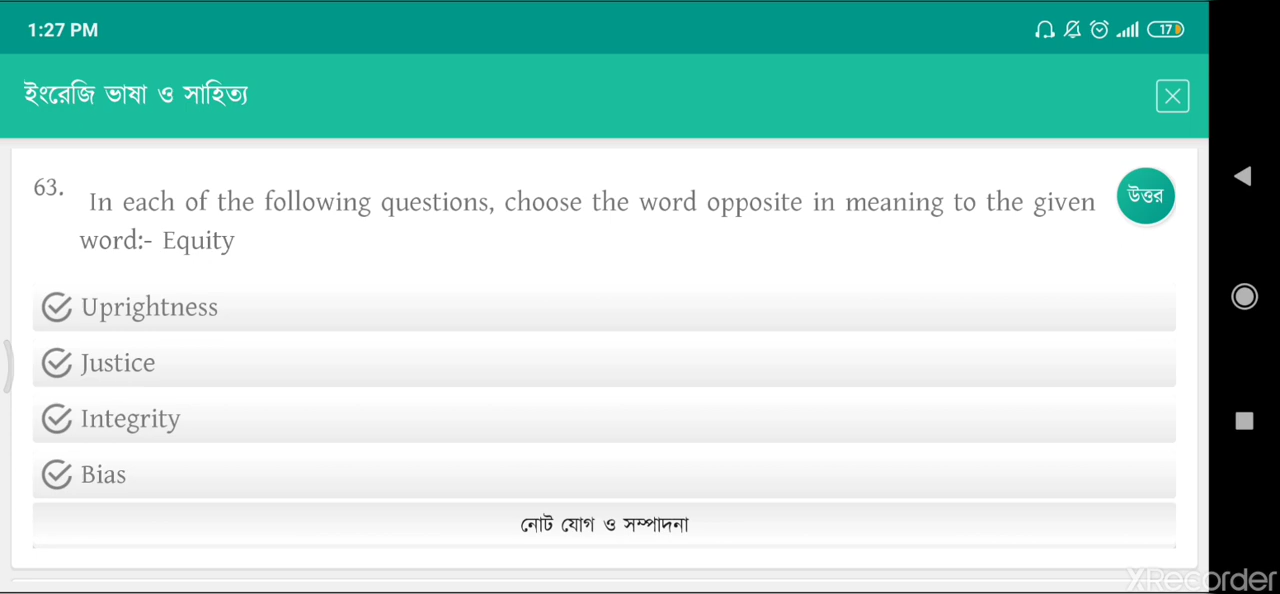 1:27 PM
17
ইংরেজি ভাষা ও সাহিত্য
63.
In each of the following questions, choose the word opposite in meaning to the given
উত্তর
word:- Equity
Uprightness
Justice
Integrity
Bias
নোট যোগ ও সম্পাদনা
XRecorder